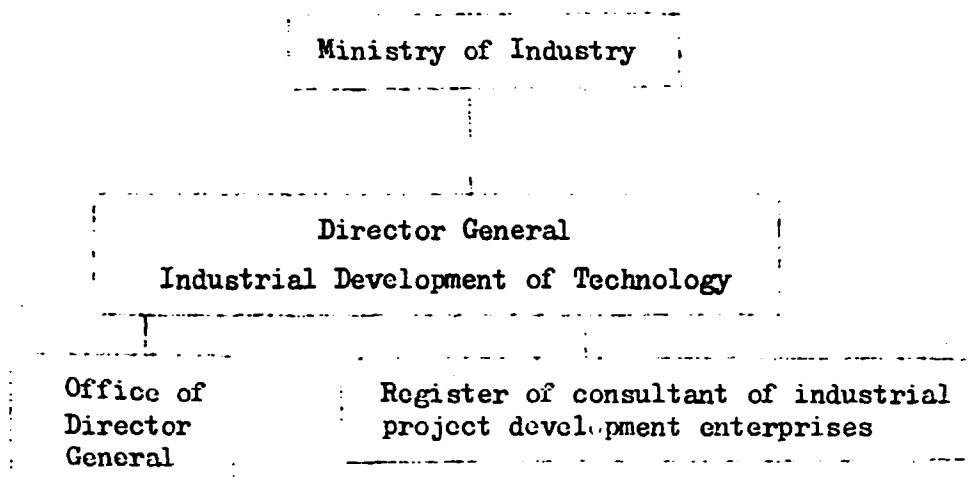 Ministry of Industry
Director General
Industrial Development of Technology
Office of
Director
General
Register of consultant of industrial
project development enterprises